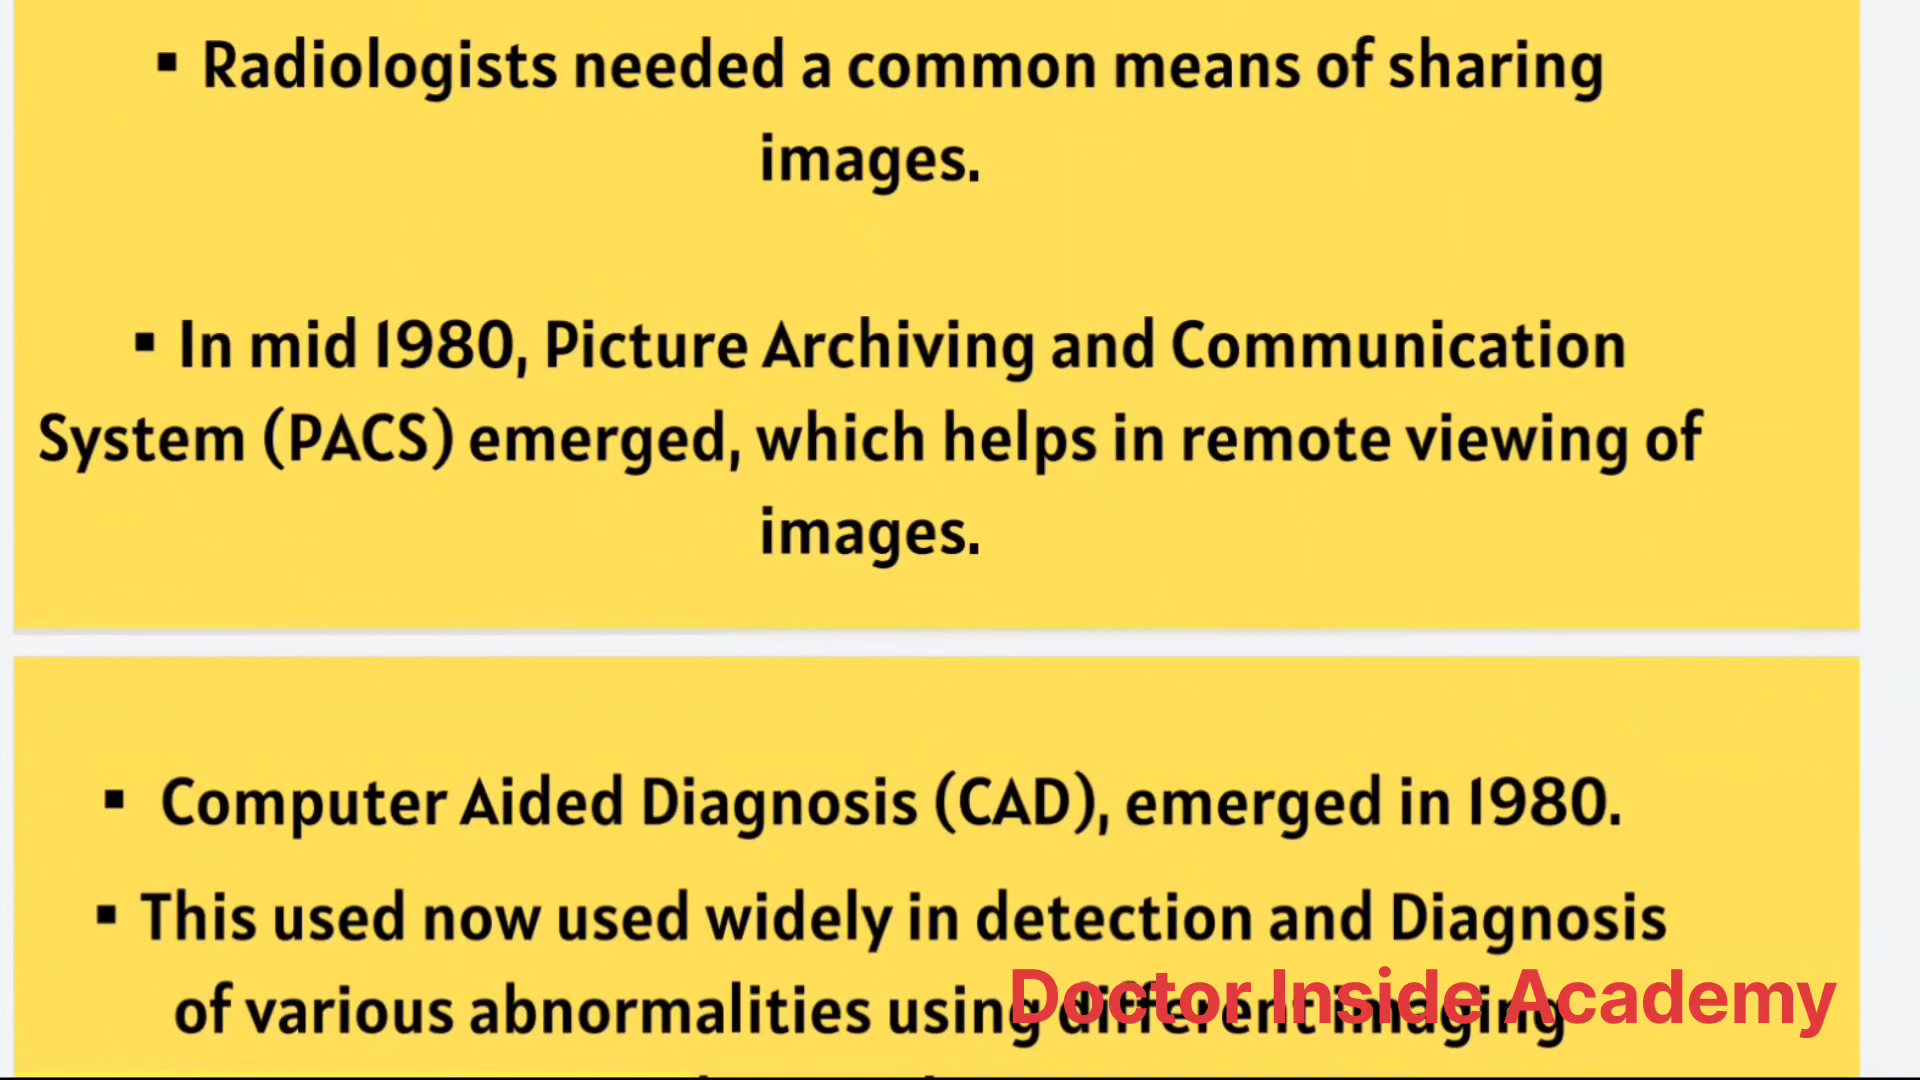 ▪ Radiologists needed a common means of sharing
images.
▪ In mid 1980, Picture Archiving and Communication
System (PACS) emerged, which helps in remote viewing of
images.
▪ Computer Aided Diagnosis (CAD), emerged in 1980.
▪ This used now used widely in detection and Diagnosis
of various abnormalities using different imaging
Doctor Inside Academy